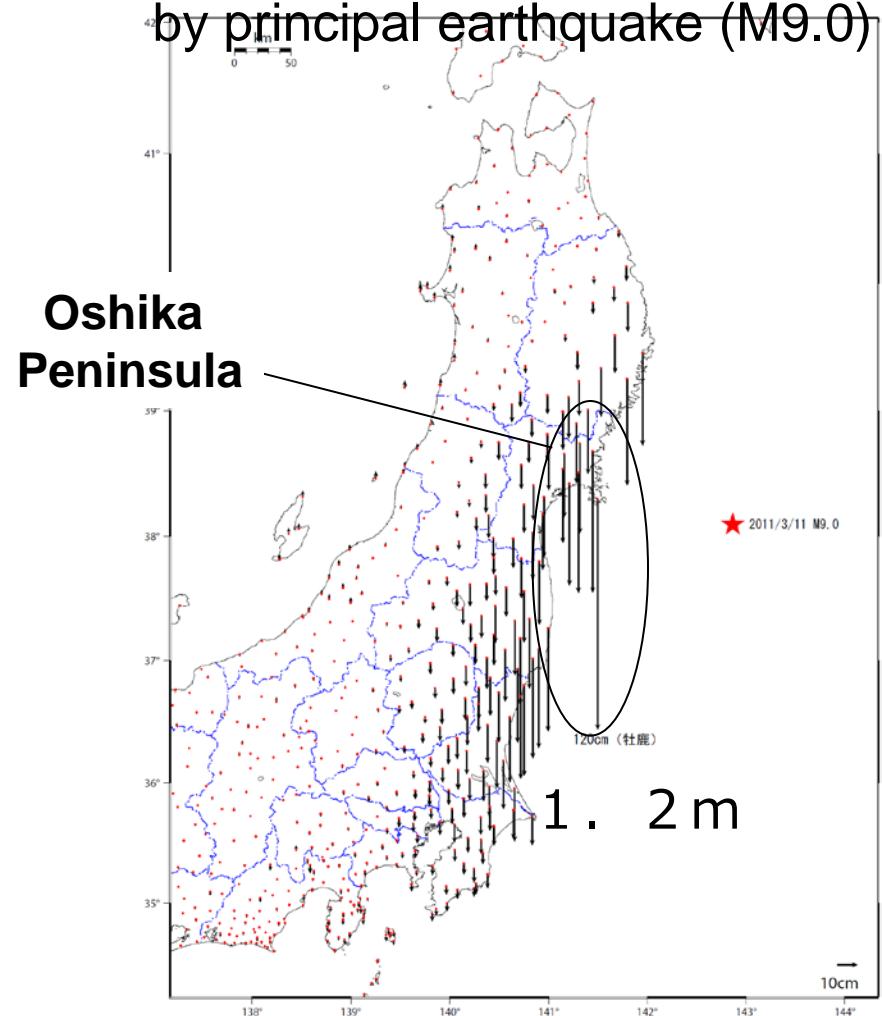 by principal earthquake (M9.0)
42°
km
0 50
41°
Oshika
Peninsula
39°
38°
2011/3/11 M9.0
37°
120cm (牡鹿)
36°
１．２ｍ
35°
10cm
138° 139° 140° 141° 142° 143° 144°